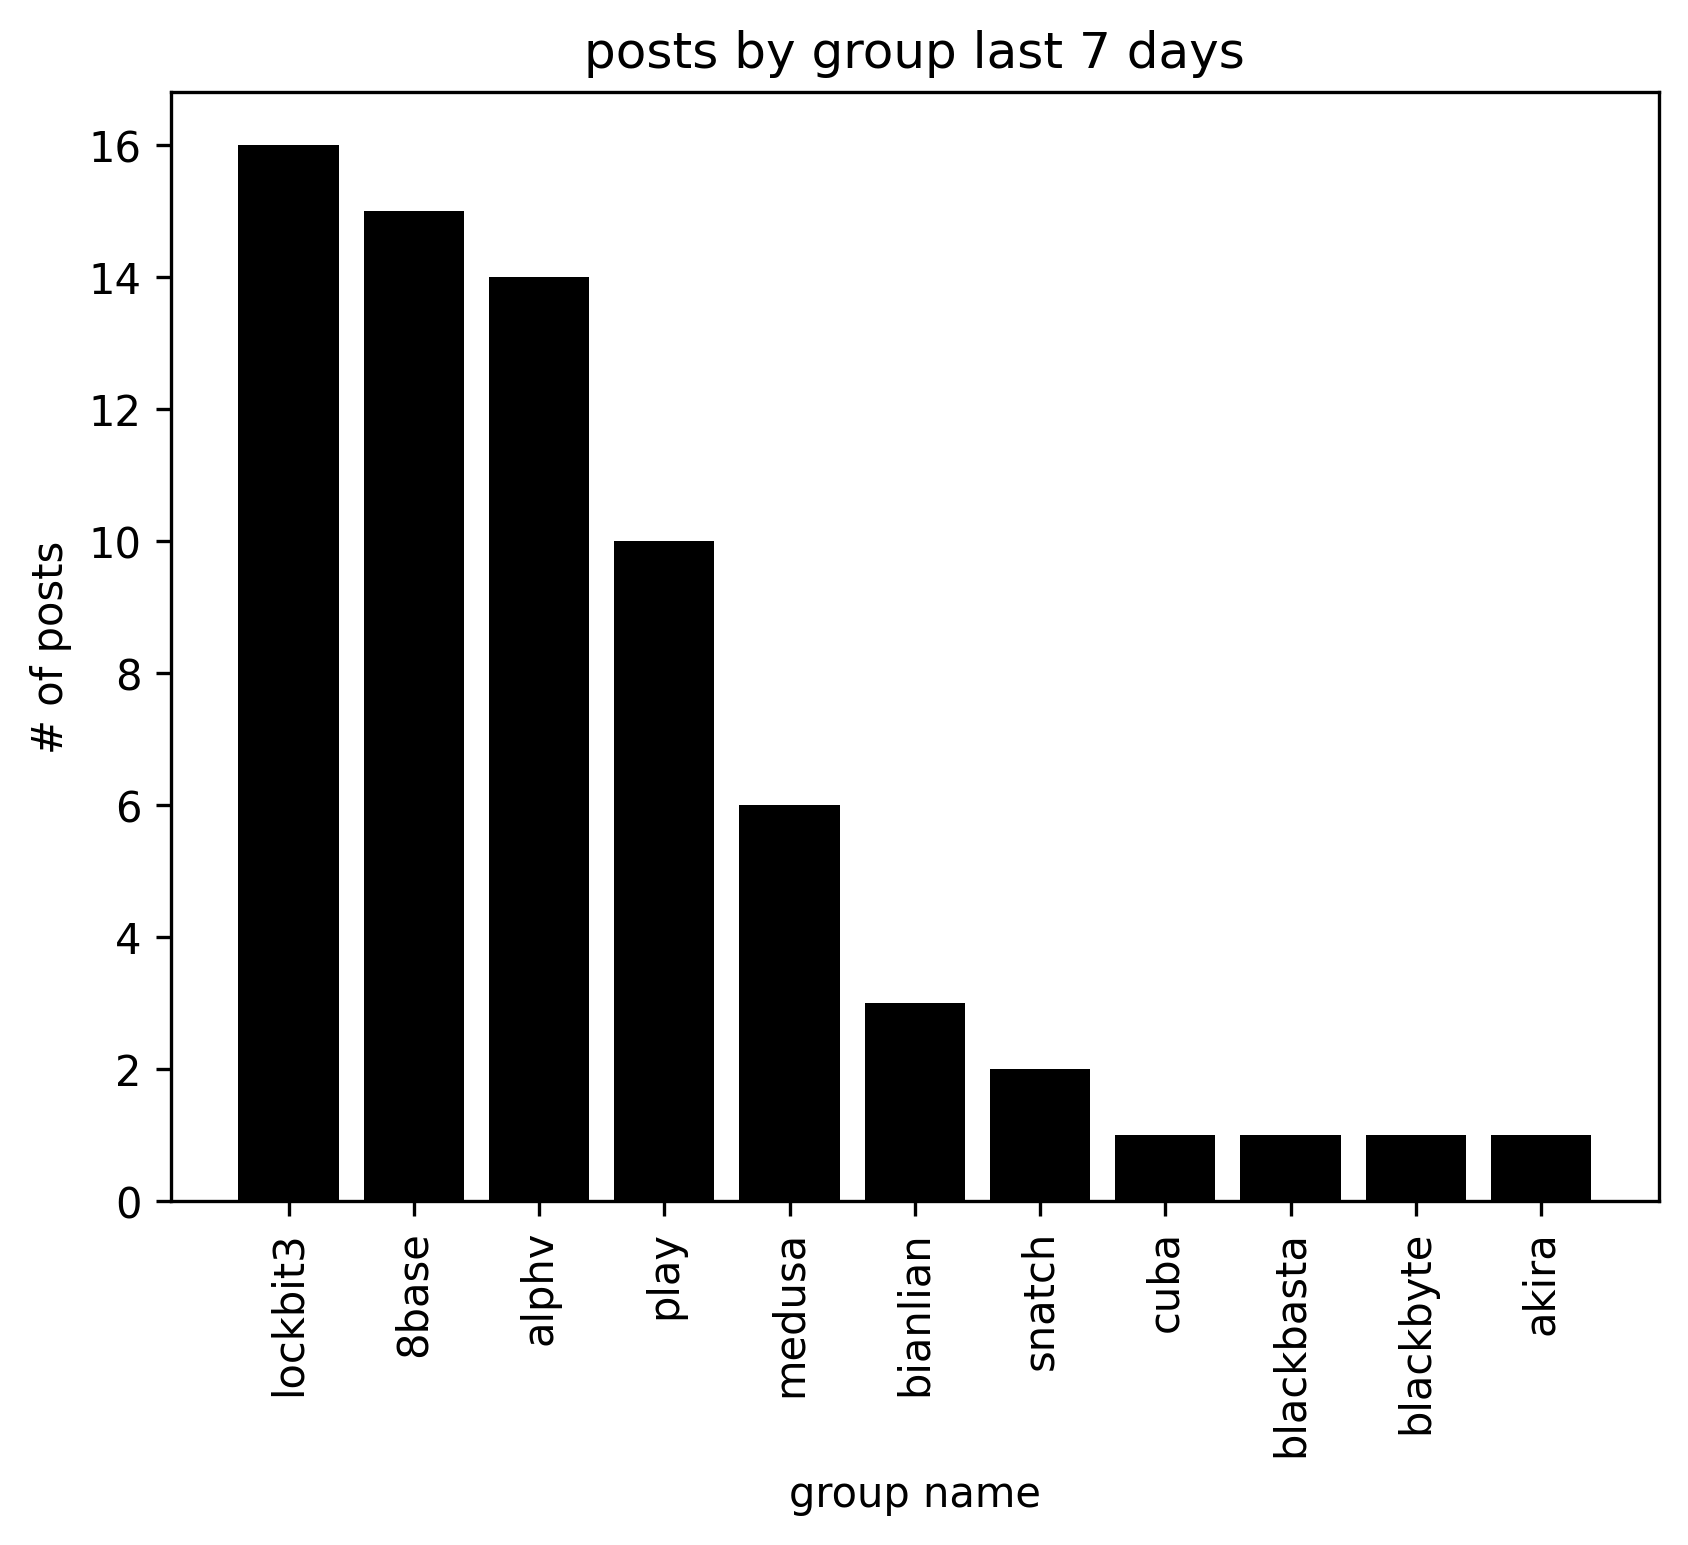 posts by group last 7 days
# of posts
16
14
12
10
8
6
4
2
0
lockbit3
8base
alphv
play
medusa
bianlian
snatch
cuba
blackbasta
blackbyte
akira
group name